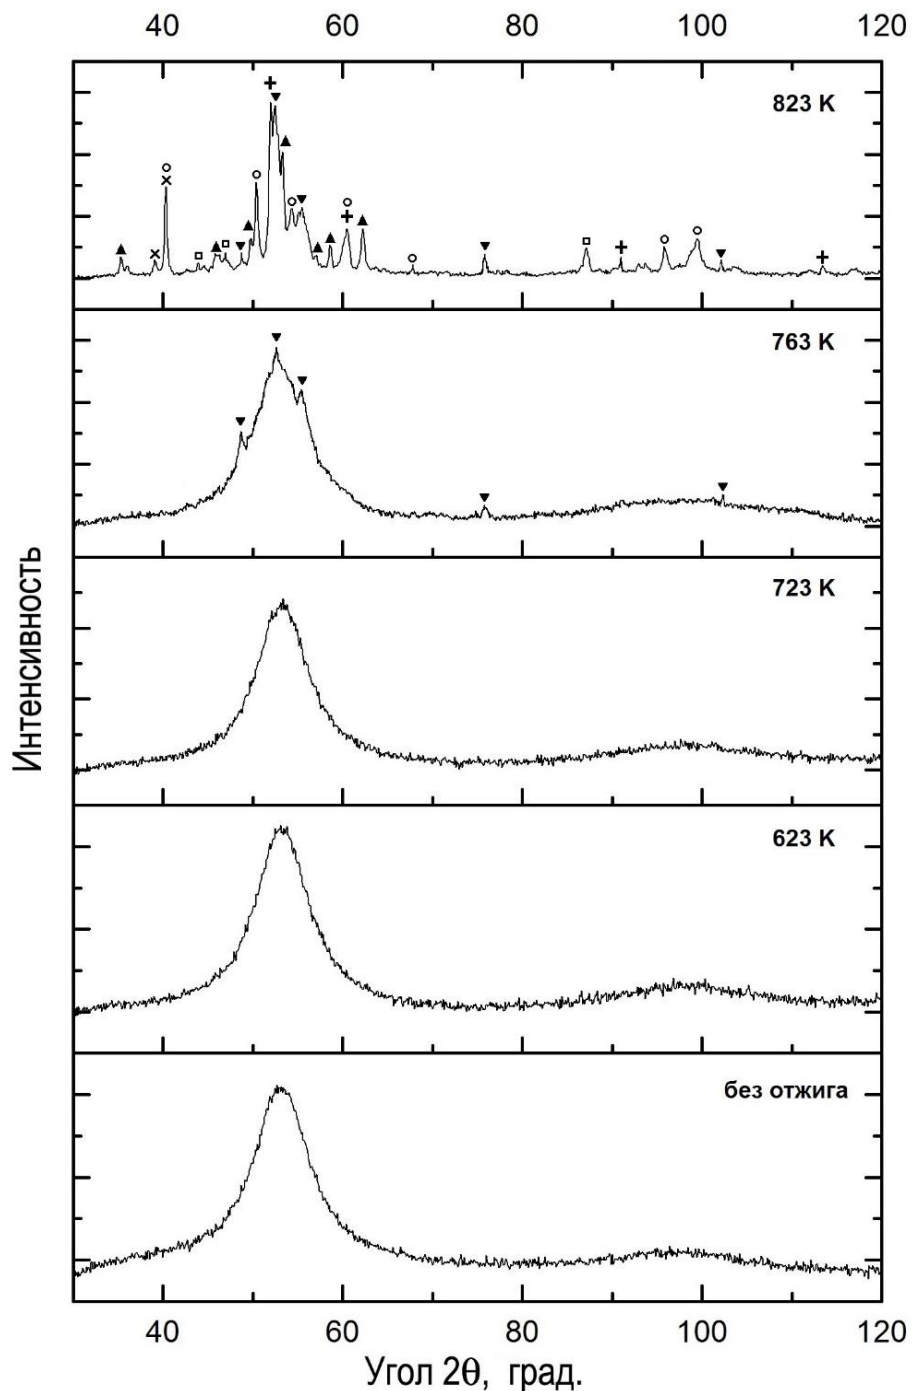 40 60 80 100 120
823 K
763 K
723 K
623 K
без отжига
Интенсивность
40 60 80 100 120
Угол 2θ, град.